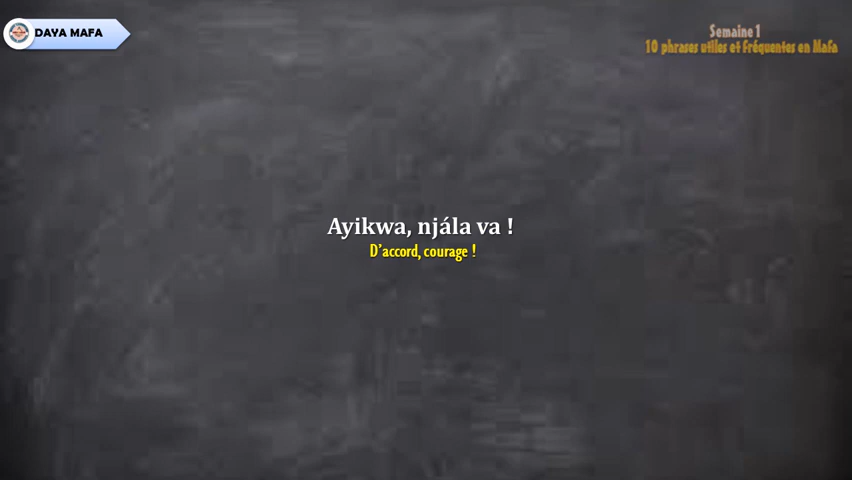 DAYA MAFA
Semaine 1
10 phrases utiles et fréquentes en Mafa
Ayikwa, njála va !
D'accord, courage !